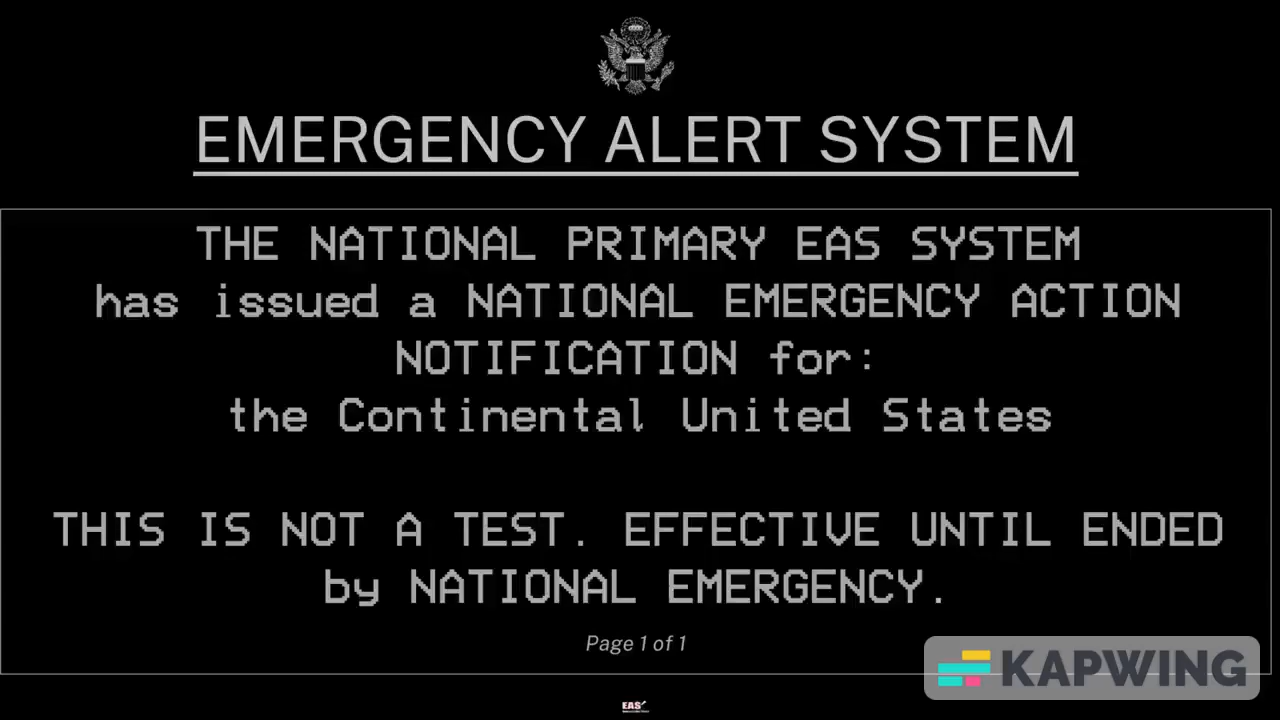 EMERGENCY ALERT SYSTEM
THE NATIONAL PRIMARY EAS SYSTEM
has issued a NATIONAL EMERGENCY ACTION
NOTIFICATION for:
the Continental United States
THIS IS NOT A TEST. EFFECTIVE UNTIL ENDED
by NATIONAL EMERGENCY.
Page 1 of 1
KAPWING
EAS